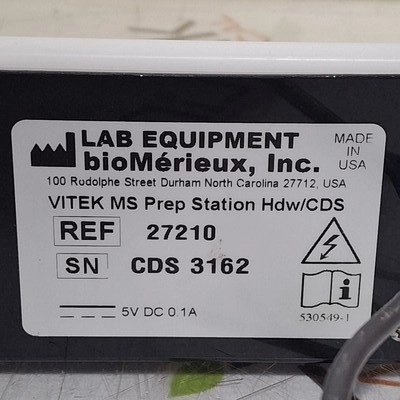 LAB EQUIPMENT
bioMérieux, Inc.
MADE
IN
USA
100 Rodolphe Street Durham North Carolina 27712, USA
VITEK MS Prep Station Hdw/CDS
REF 27210
SN CDS 3162
5V DC 0.1A
530549-1